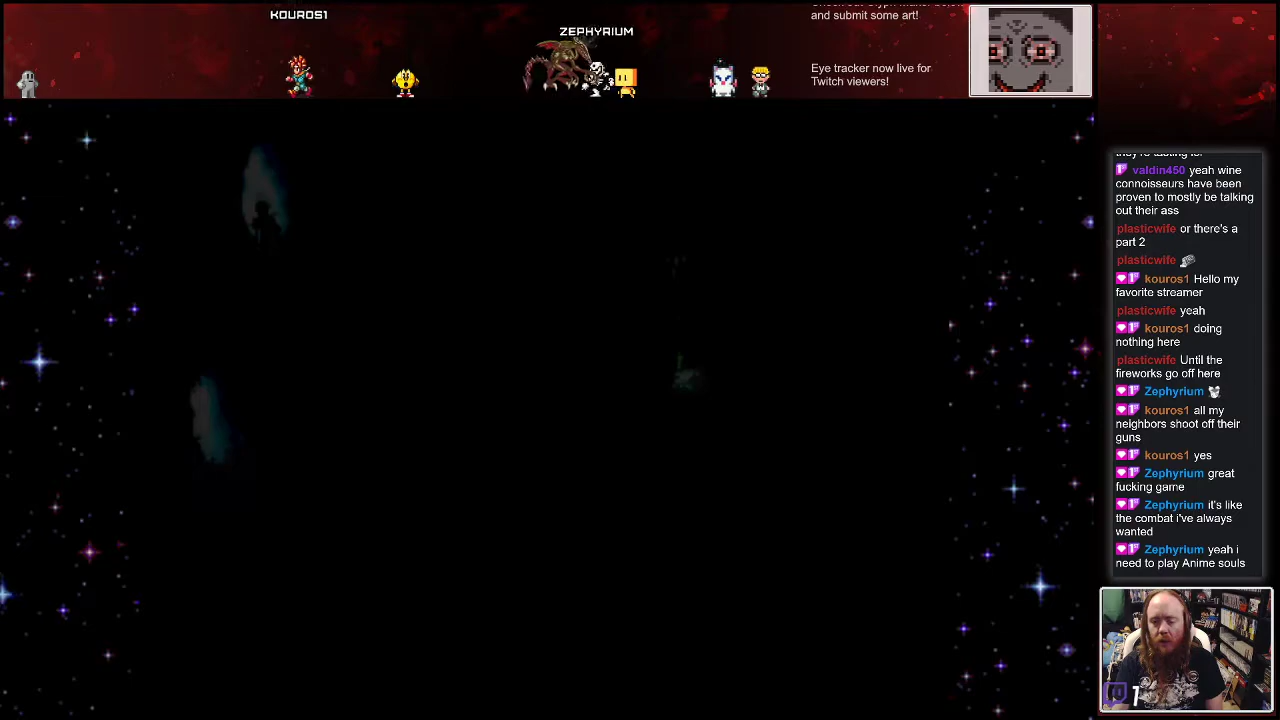 KOUROS1
ZEPHYRIUM
and submit some art!
Eye tracker now live for
Twitch viewers!
valdin450 yeah wine
connoisseurs have been
proven to mostly be talking
out their ass
plasticwife or there's a
part 2
plasticwife
kouros1 Hello my
favorite streamer
plasticwife yeah
kouros1 doing
nothing here
plasticwife Until the
fireworks go off here
Zephyrium
kouros1 all my
neighbors shoot off their
guns
kouros1 yes
Zephyrium great
fucking game
Zephyrium it's like
the combat i've always
wanted
Zephyrium yeah i
need to play Anime souls
1